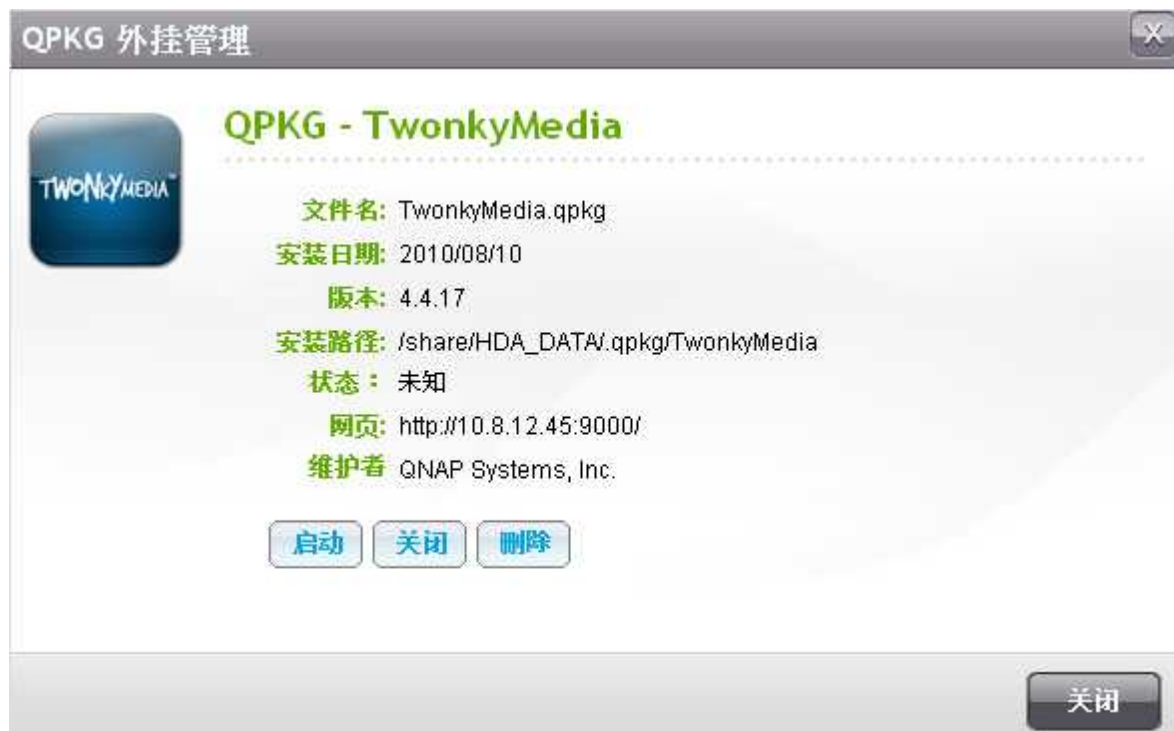 QPKG 外挂管理
X
TWONKYMEDIA™
QPKG - TwonkyMedia
文件名: TwonkyMedia.qpkg
安装日期: 2010/08/10
版本: 4.4.17
安装路径: /share/HDA_DATA/.qpkg/TwonkyMedia
状态： 未知
网页: http://10.8.12.45:9000/
维护者 QNAP Systems, Inc.
启动 关闭 删除
关闭